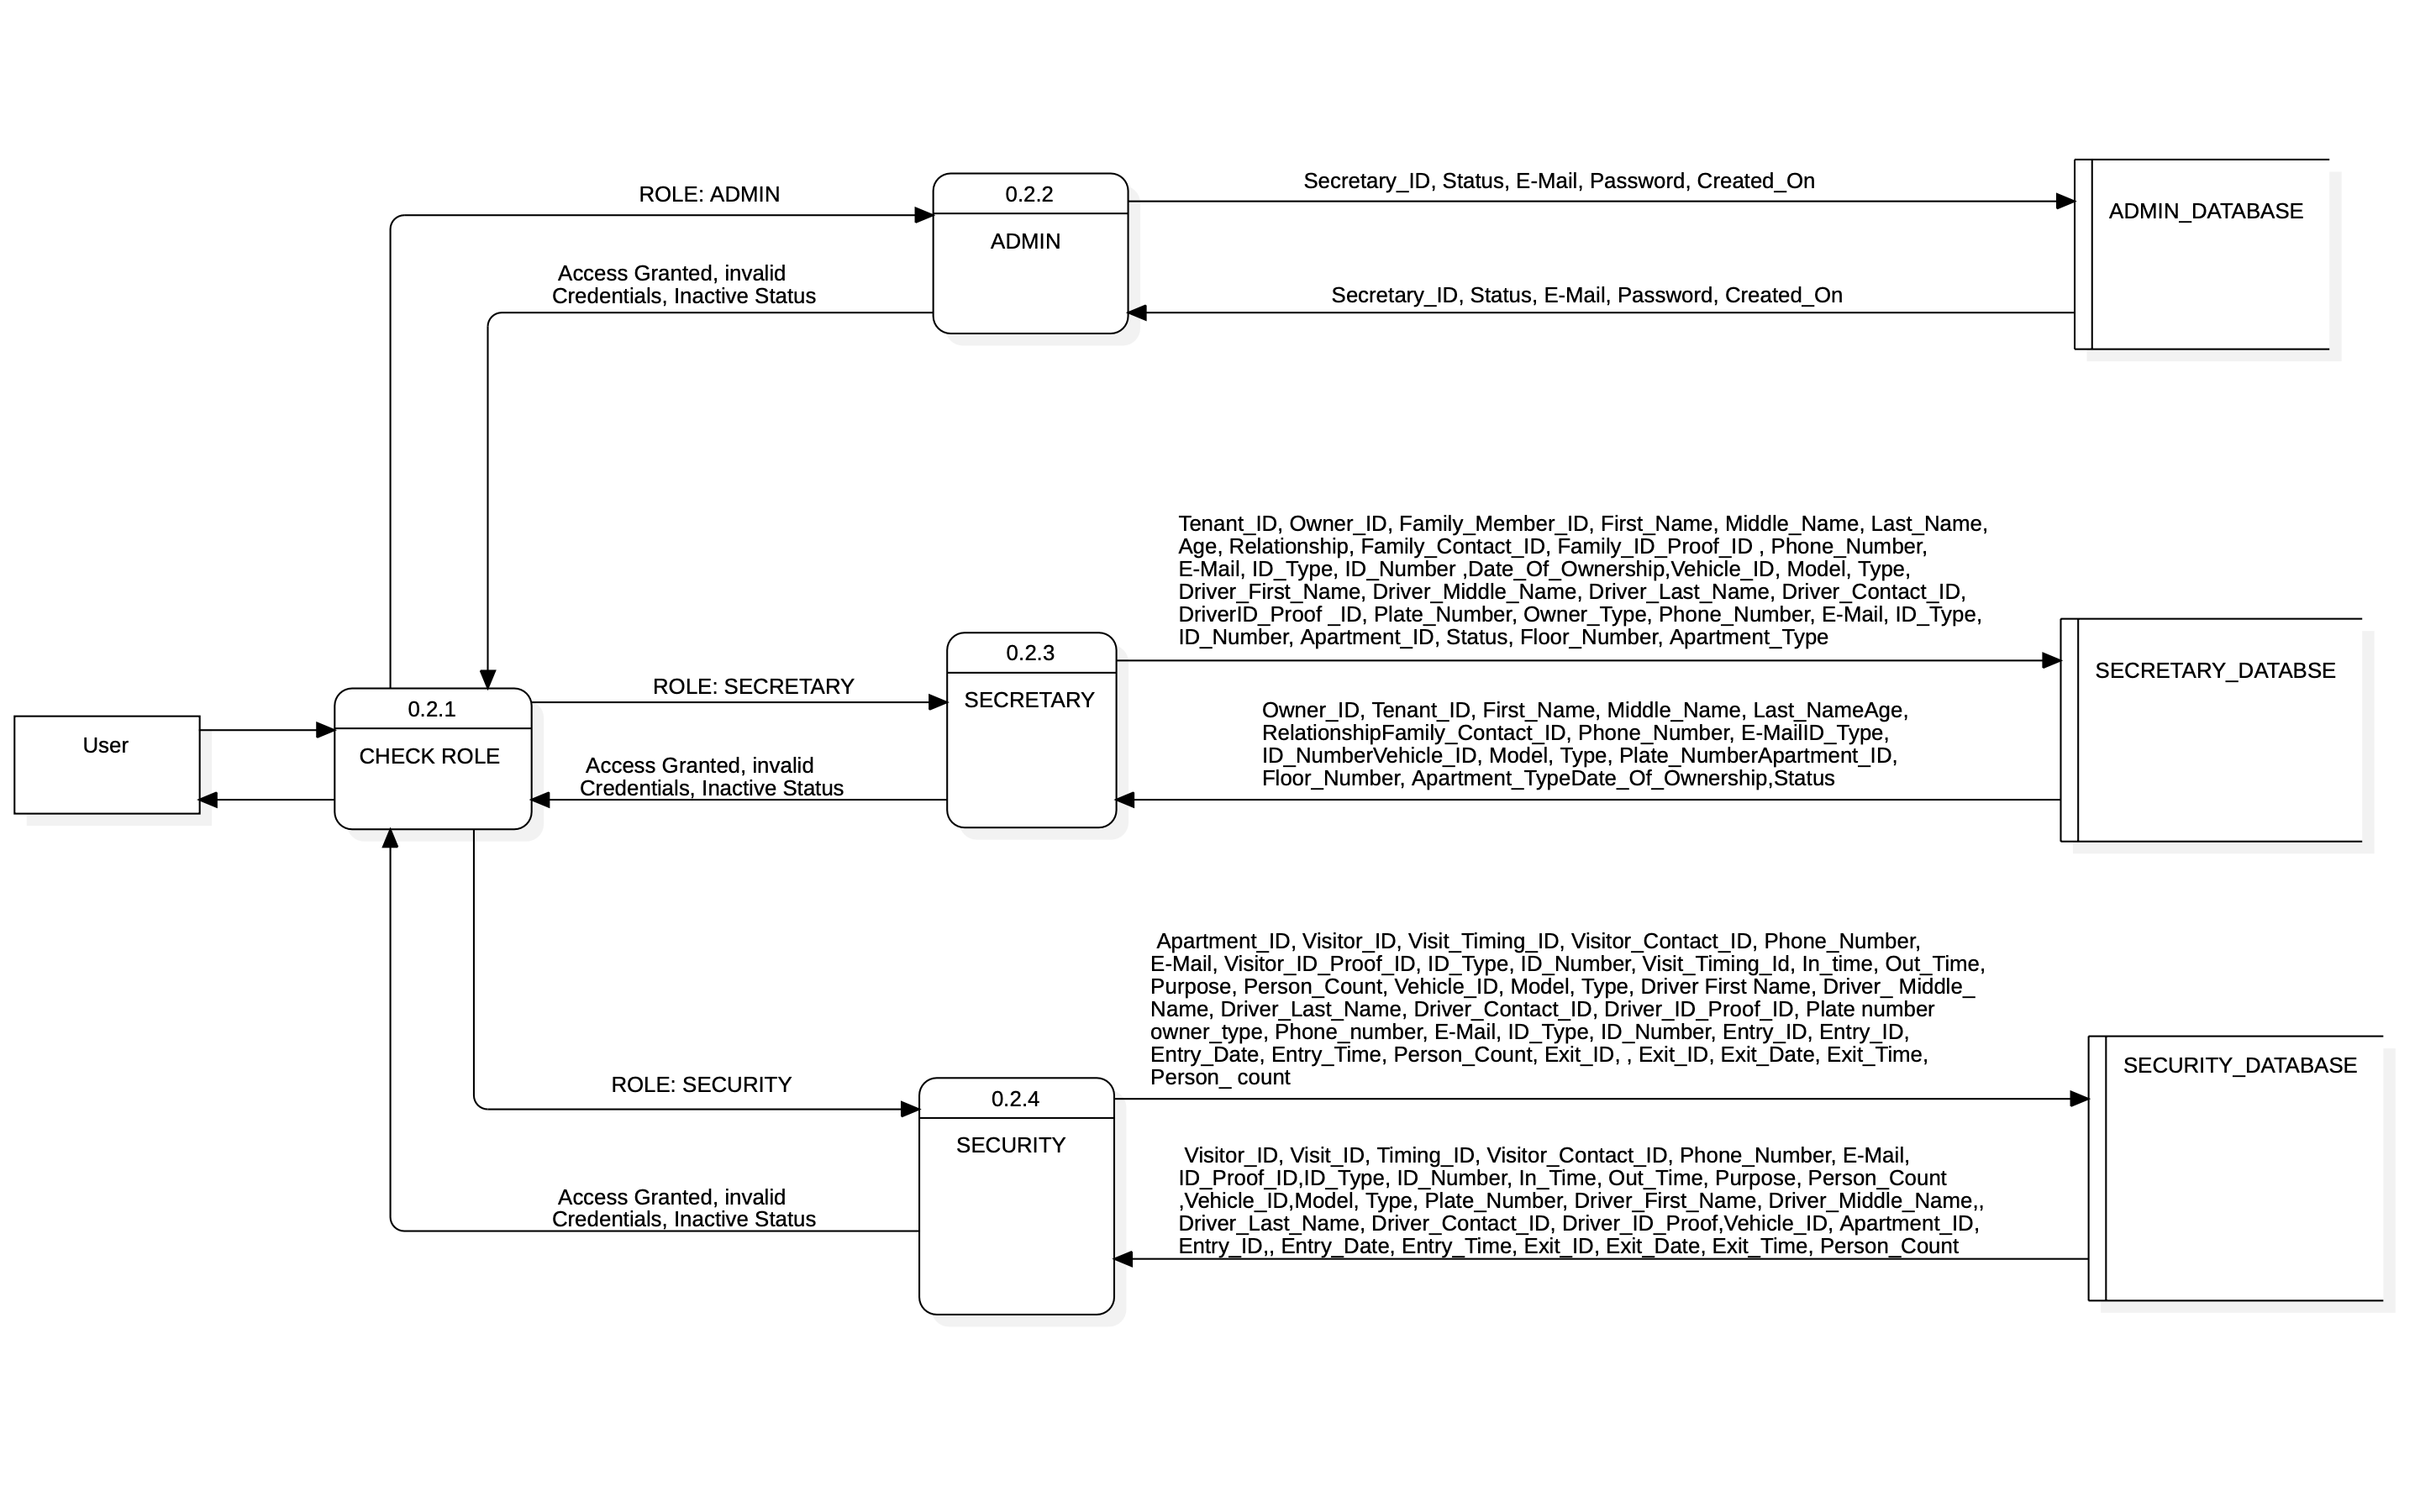 0.2.2
ADMIN
ROLE: ADMIN
Access Granted, invalid
Credentials, Inactive Status
Secretary_ID, Status, E-Mail, Password, Created_On
Secretary_ID, Status, E-Mail, Password, Created_On
ADMIN_DATABASE
User
0.2.1
CHECK ROLE
ROLE: SECRETARY
Access Granted, invalid
Credentials, Inactive Status
0.2.3
SECRETARY
Tenant_ID, Owner_ID, Family_Member_ID, First_Name, Middle_Name, Last_Name,
Age, Relationship, Family_Contact_ID, Family_ID_Proof_ID , Phone_Number,
E-Mail, ID_Type, ID_Number ,Date_Of_Ownership,Vehicle_ID, Model, Type,
Driver_First_Name, Driver_Middle_Name, Driver_Last_Name, Driver_Contact_ID,
DriverID_Proof _ID, Plate_Number, Owner_Type,Phone_Number, E-Mail, ID_Type,
ID_Number, Apartment_ID, Status, Floor_Number, Apartment_Type
Owner_ID, Tenant_ID, First_Name, Middle_Name, Last_NameAge,
RelationshipFamily_Contact_ID, Phone_Number, E-MailID_Type,
ID_NumberVehicle_ID, Model, Type, Plate_NumberApartment_ID,
Floor_Number, Apartment_TypeDate_Of_Ownership,Status
SECRETARY_DATABSE
ROLE: SECURITY
Access Granted, invalid
Credentials, Inactive Status
0.2.4
SECURITY
Apartment_ID, Visitor_ID, Visit_Timing_ID, Visitor_Contact_ID, Phone_Number,
E-Mail, Visitor_ID_Proof_ID, ID_Type, ID_Number, Visit_Timing_Id, In_time, Out_Time,
Purpose, Person_Count, Vehicle_ID, Model, Type, Driver First Name, Driver_ Middle_
Name, Driver_Last_Name, Driver_Contact_ID, Driver_ID_Proof_ID, Plate number
owner_type, Phone_number, E-Mail, ID_Type, ID_Number, Entry_ID, Entry_ID,
Entry_Date, Entry_Time, Person_Count, Exit_ID, , Exit_ID, Exit_Date, Exit_Time,
Person_ count
Visitor_ID, Visit_ID, Timing_ID, Visitor_Contact_ID, Phone_Number, E-Mail,
ID_Proof_ID,ID_Type, ID_Number, In_Time, Out_Time, Purpose, Person_Count
,Vehicle_ID,Model, Type, Plate_Number, Driver_First_Name, Driver_Middle_Name,,
Driver_Last_Name, Driver_Contact_ID, Driver_ID_Proof,Vehicle_ID, Apartment_ID,
Entry_ID,, Entry_Date, Entry_Time, Exit_ID, Exit_Date, Exit_Time, Person_Count
SECURITY_DATABASE